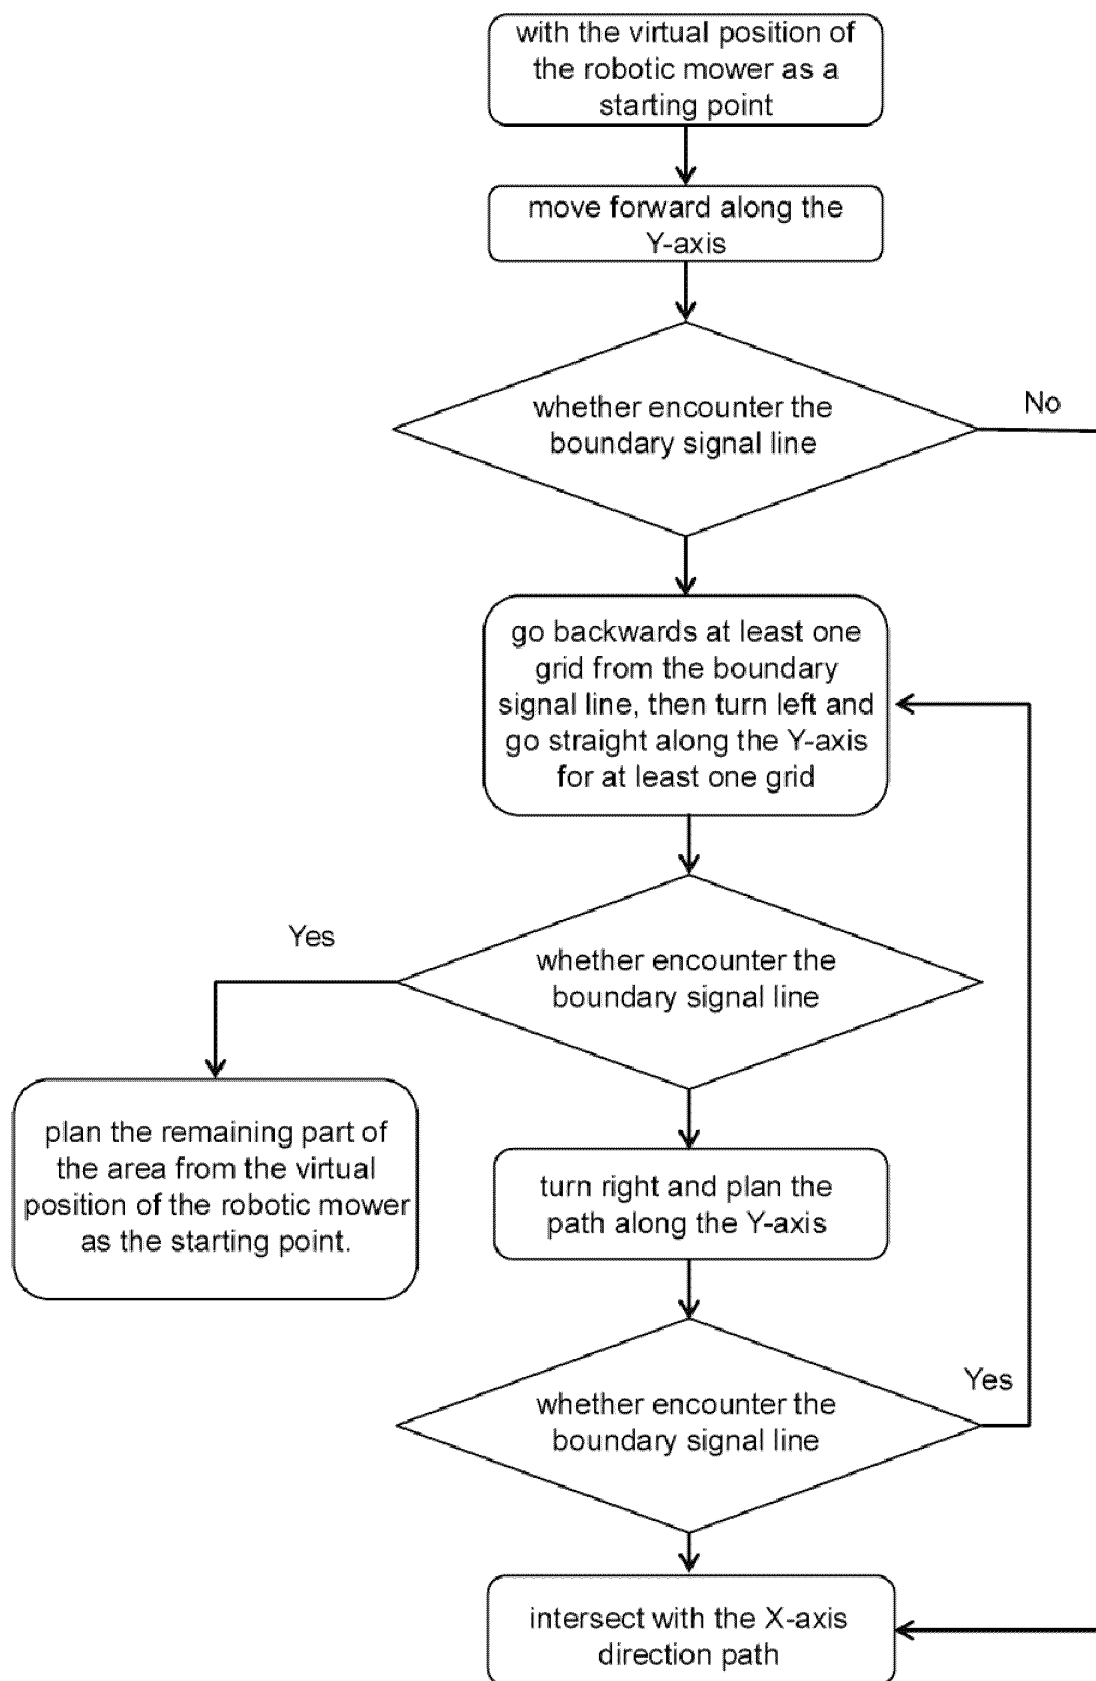 with the virtual position of
the robotic mower as a
starting point
move forward along the
Y-axis
whether encounter the
boundary signal line
No
go backwards at least one
grid from the boundary
signal line, then turn left and
go straight along the Y-axis
for at least one grid
Yes
whether encounter the
boundary signal line
plan the remaining part of
the area from the virtual
position of the robotic mower
as the starting point.
turn right and plan the
path along the Y-axis
Yes
whether encounter the
boundary signal line
intersect with the X-axis
direction path